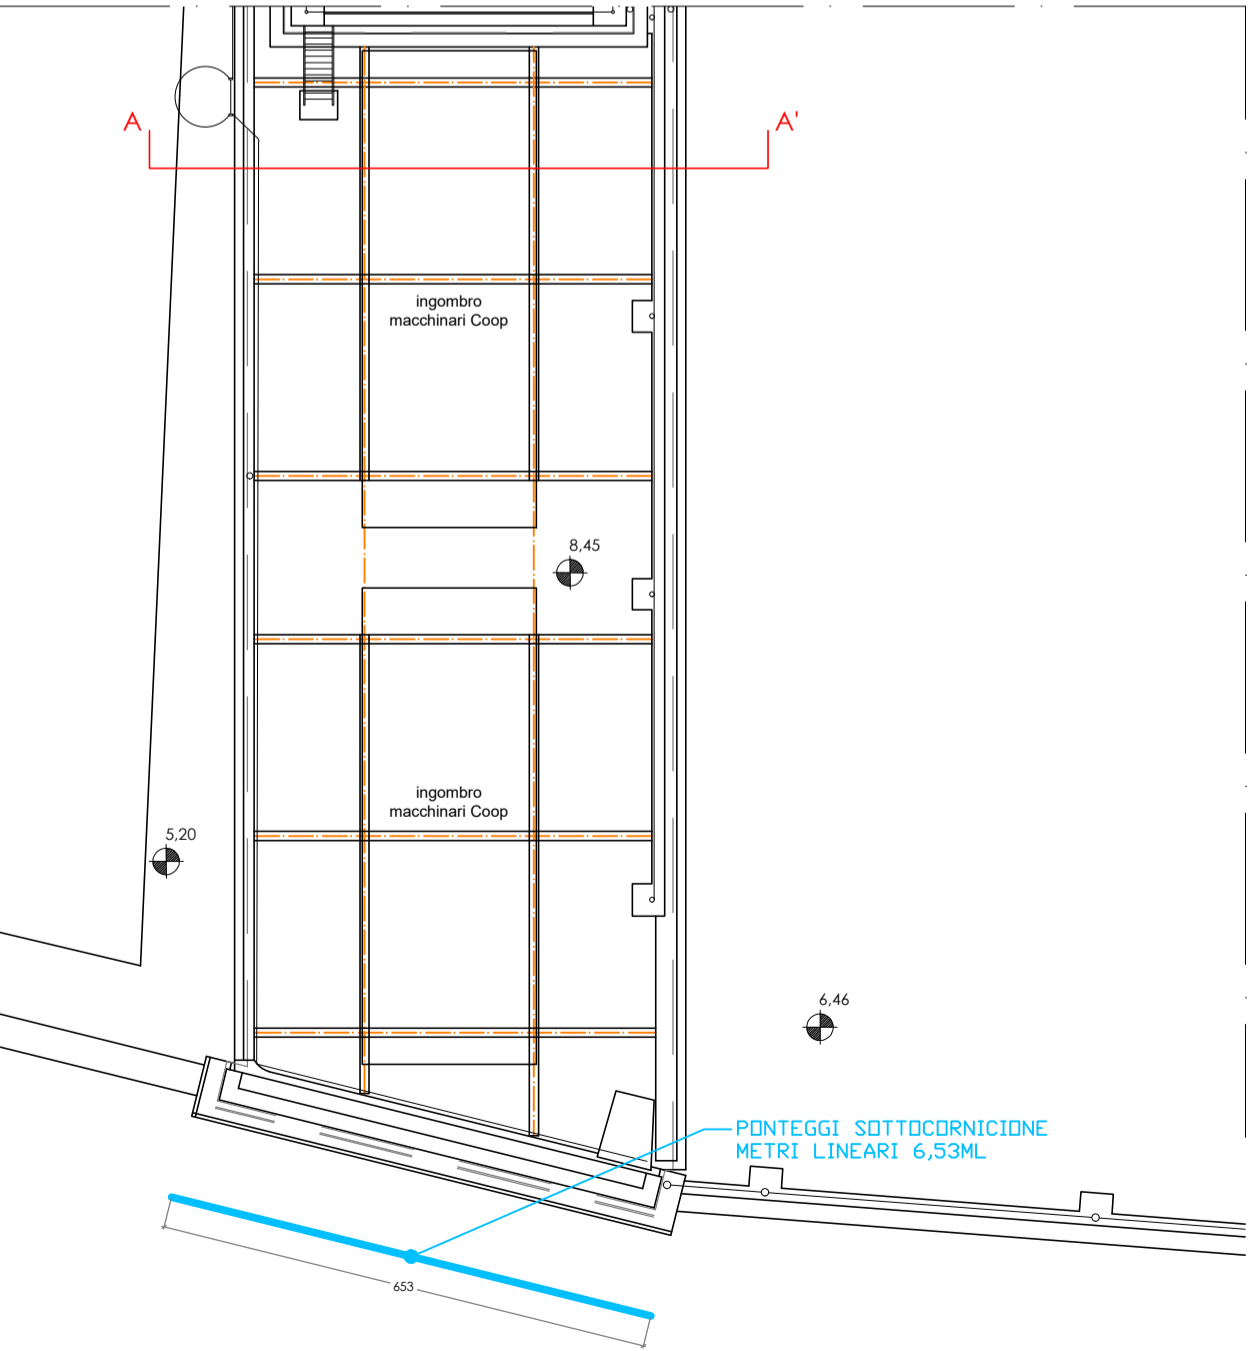 A
A'
ingombro
macchinari Coop
8,45
ingombro
macchinari Coop
5,20
6,46
PONTEGGI SOTTOCORNICIONE
METRI LINEARI 6,53ML
653